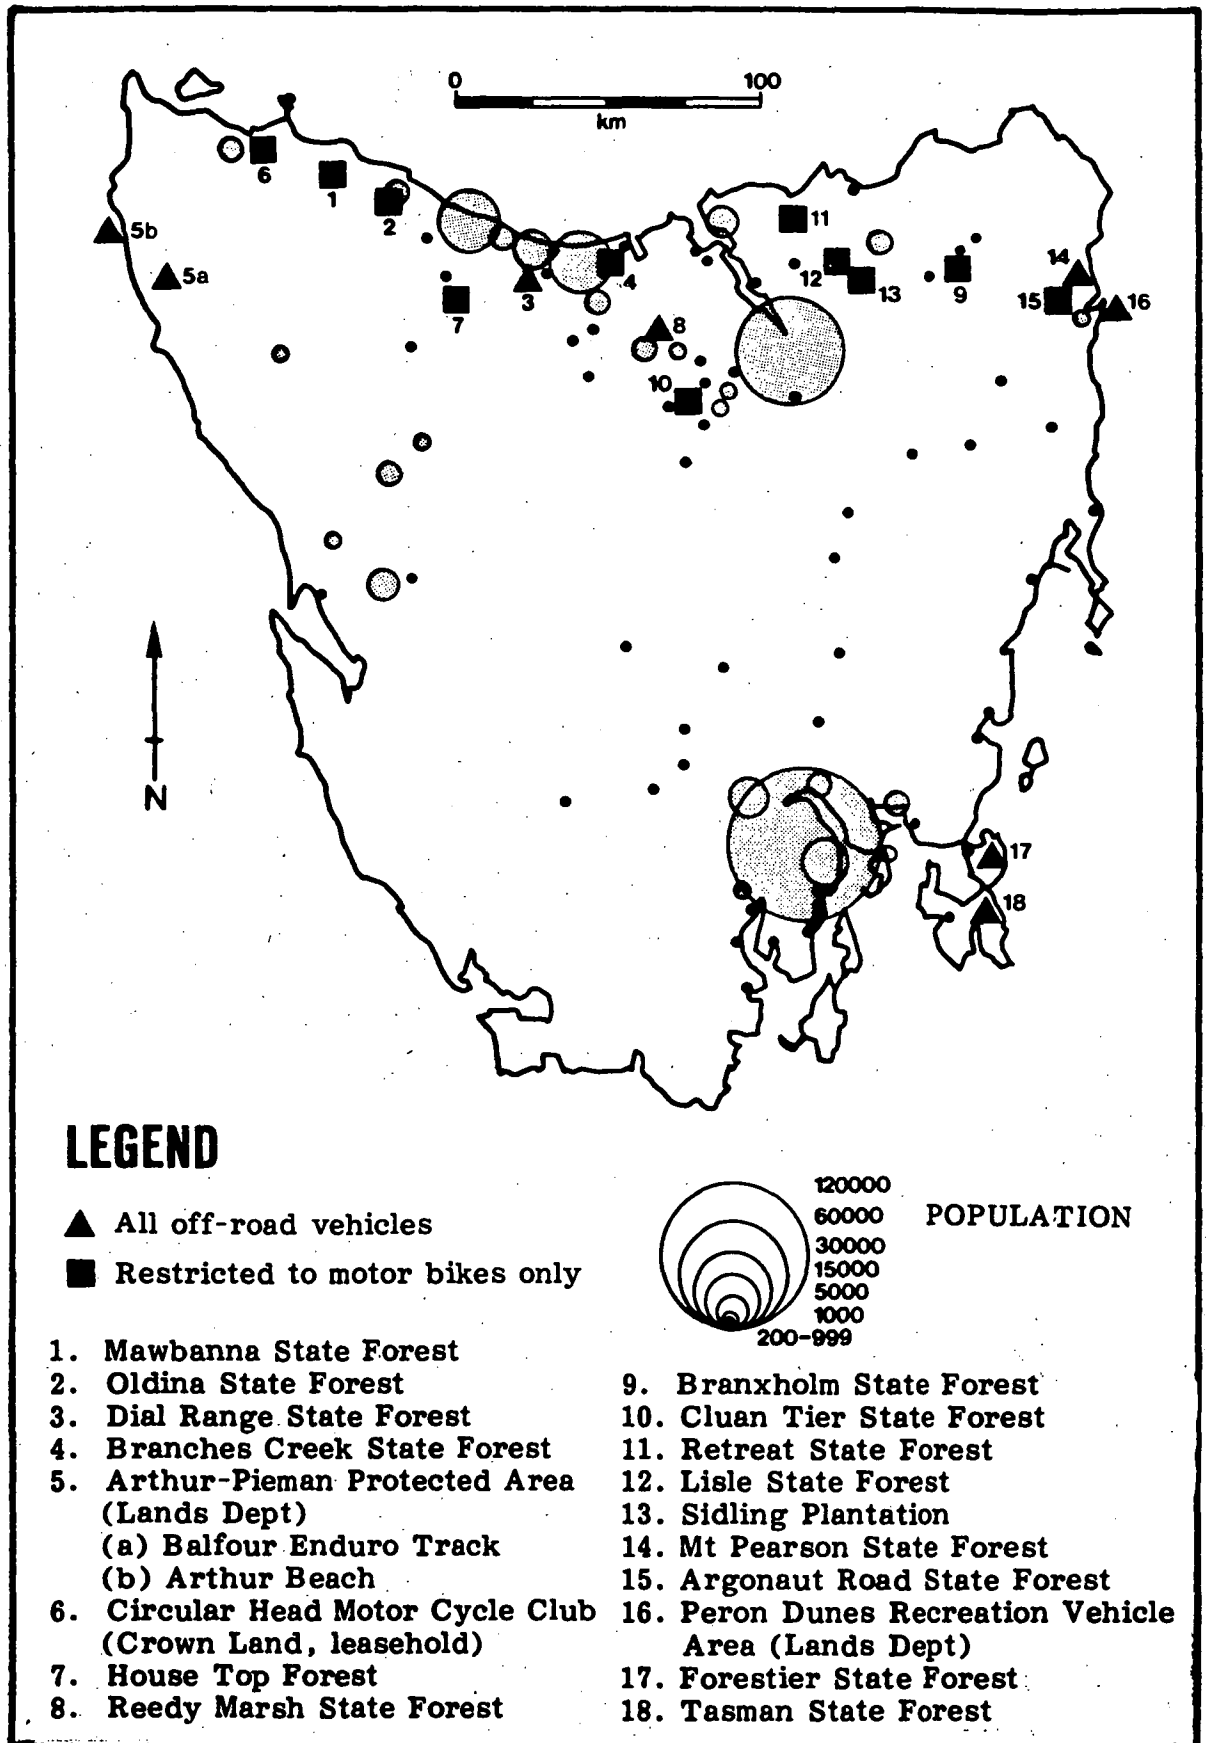 0 100
km
6
1
2
5b
5a
7
3
4
8
10
11
12
13
9
14
15
16
17
18
N
LEGEND
All off-road vehicles
Restricted to motor bikes only
120000
60000
30000
15000
5000
1000
200-999
POPULATION
1. Mawbanna State Forest
2. Oldina State Forest
3. Dial Range State Forest
4. Branches Creek State Forest
5. Arthur-Pieman Protected Area
(Lands Dept)
(a) Balfour Enduro Track
(b) Arthur Beach
6. Circular Head Motor Cycle Club
(Crown Land, leasehold)
7. House Top Forest
8. Reedy Marsh State Forest
9. Branxholm State Forest
10. Cluan Tier State Forest
11. Retreat State Forest
12. Lisle State Forest
13. Sidling Plantation
14. Mt Pearson State Forest
15. Argonaut Road State Forest
16. Peron Dunes Recreation Vehicle
Area (Lands Dept)
17. Forestier State Forest
18. Tasman State Forest